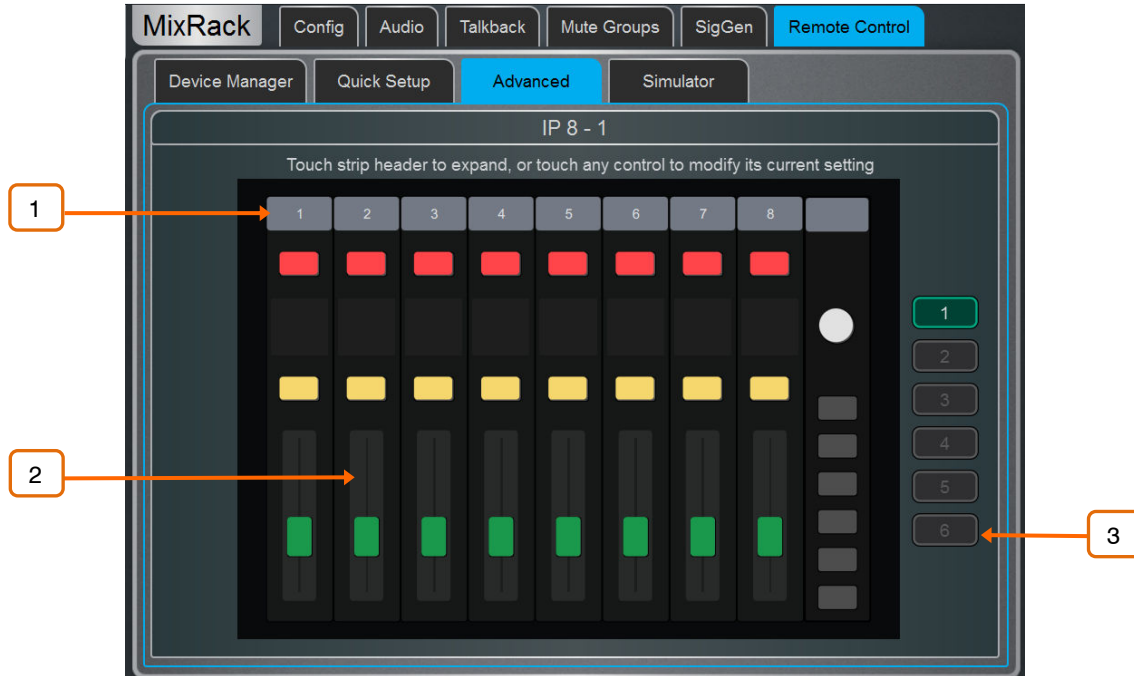 MixRack Config Audio Talkback Mute Groups SigGen Remote Control
Device Manager Quick Setup Advanced Simulator
IP 8 - 1
Touch strip header to expand, or touch any control to modify its current setting
1
1 2 3 4 5 6 7 8
1
2
3
4
2
5
6
3